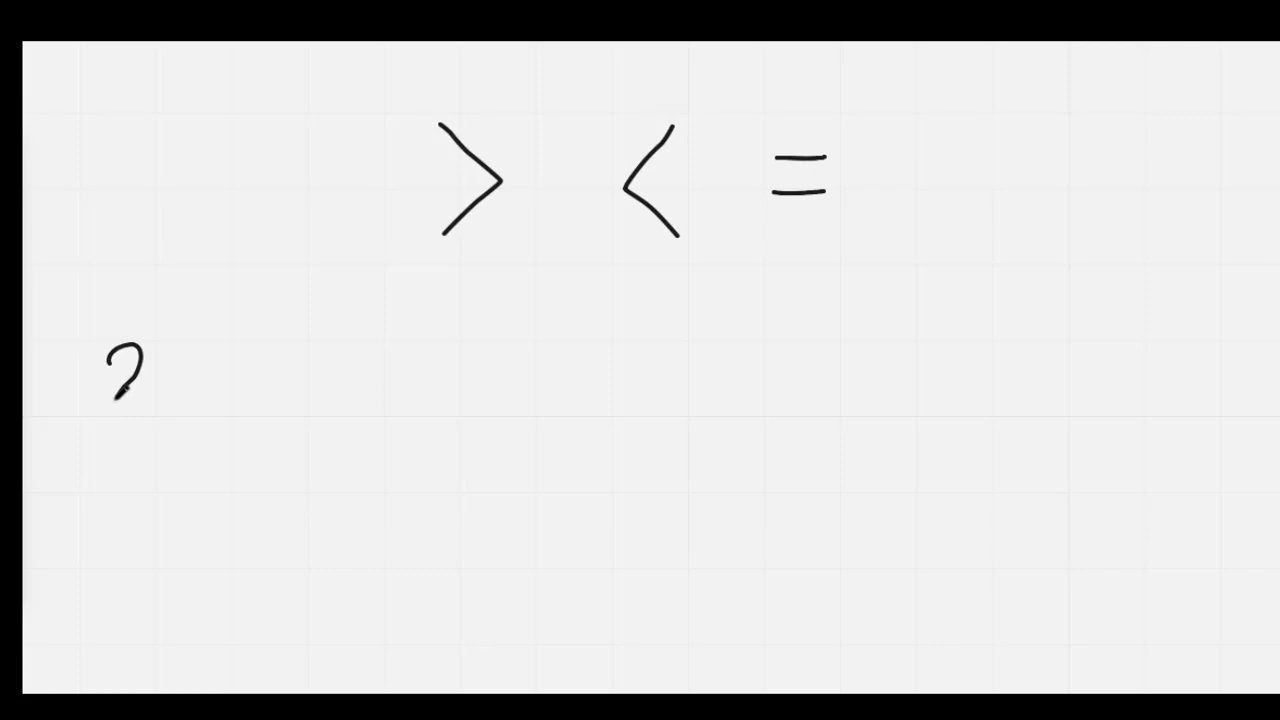 > < =
2